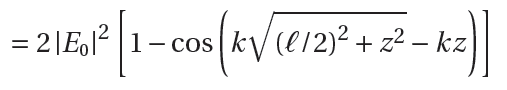 = 2|E₀|² [1 − cos (k√((ℓ/2)² + z²) − kz)]